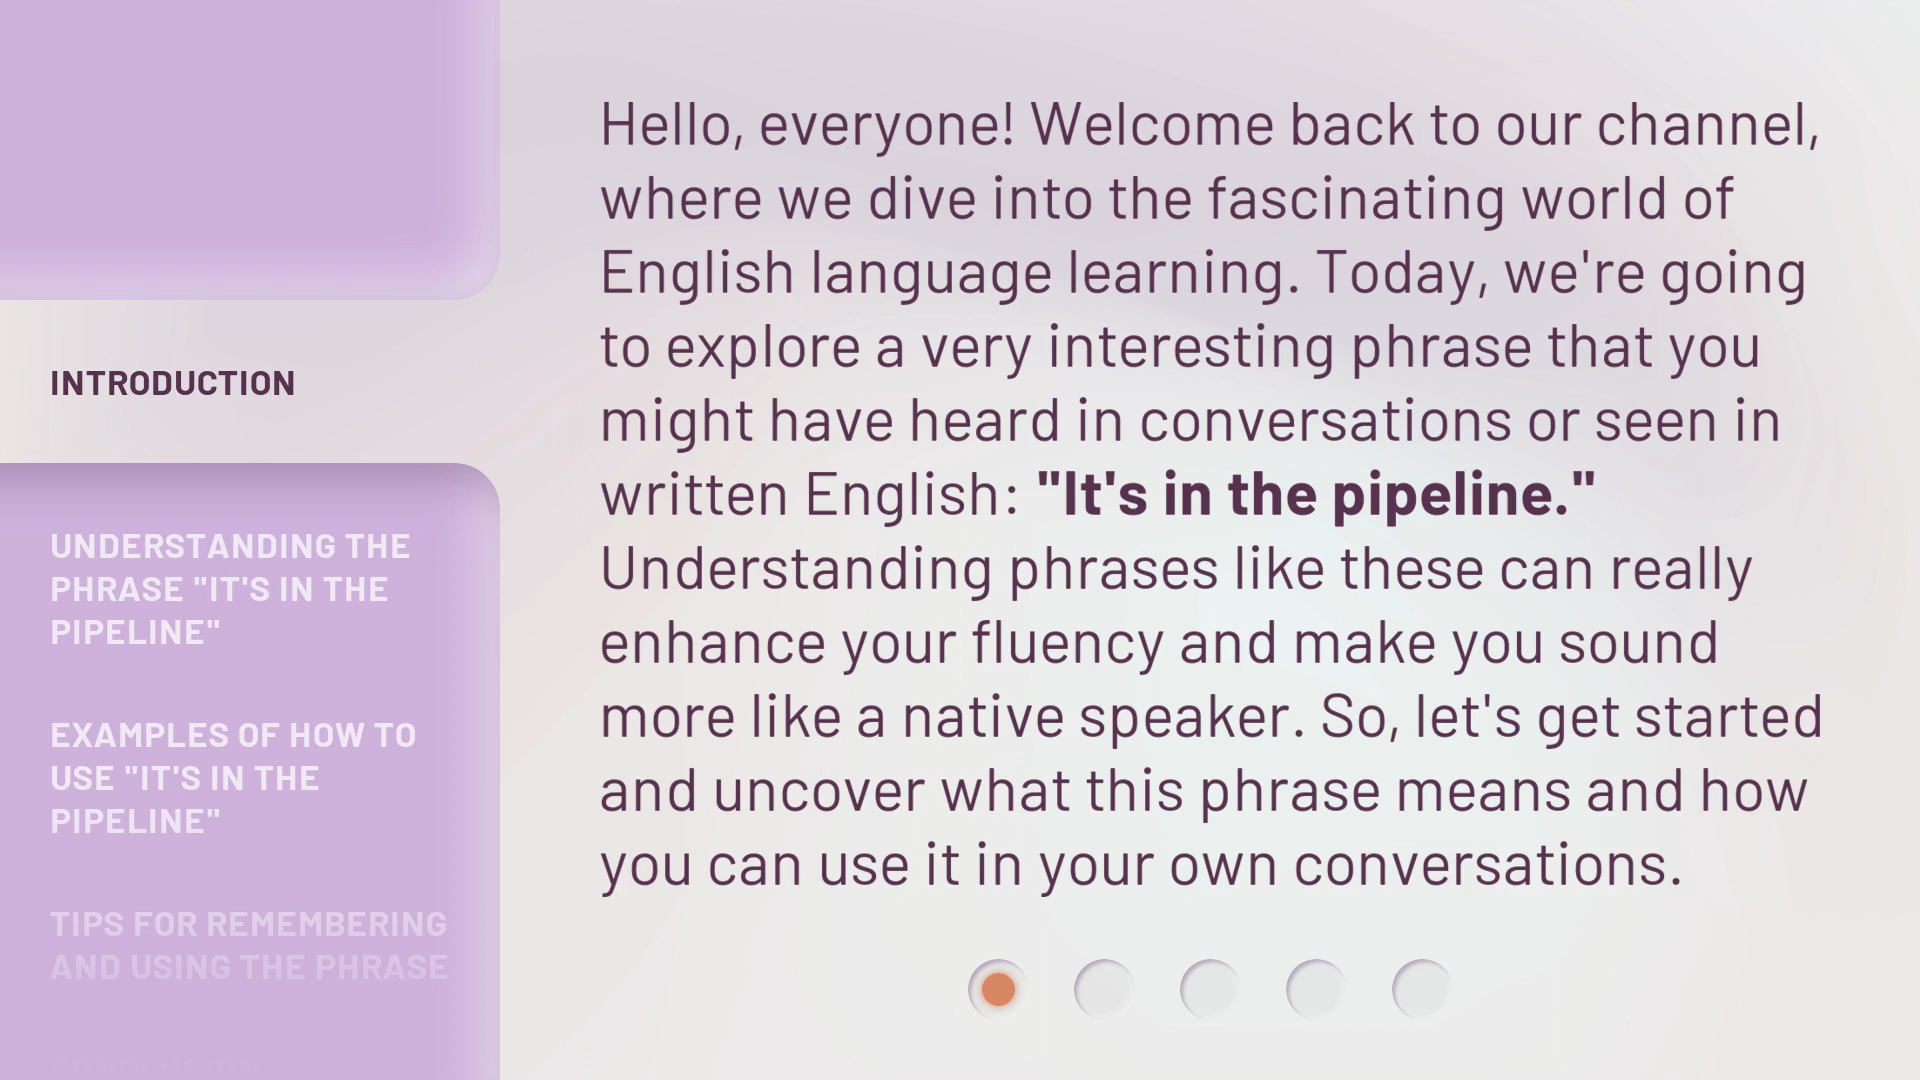 INTRODUCTION
UNDERSTANDING THE
PHRASE "IT'S IN THE
PIPELINE"
EXAMPLES OF HOW TO
USE "IT'S IN THE
PIPELINE"
TIPS FOR REMEMBERING
AND USING THE PHRASE
Hello, everyone! Welcome back to our channel,
where we dive into the fascinating world of
English language learning. Today, we're going
to explore a very interesting phrase that you
might have heard in conversations or seen in
written English: "It's in the pipeline."
Understanding phrases like these can really
enhance your fluency and make you sound
more like a native speaker. So, let's get started
and uncover what this phrase means and how
you can use it in your own conversations.